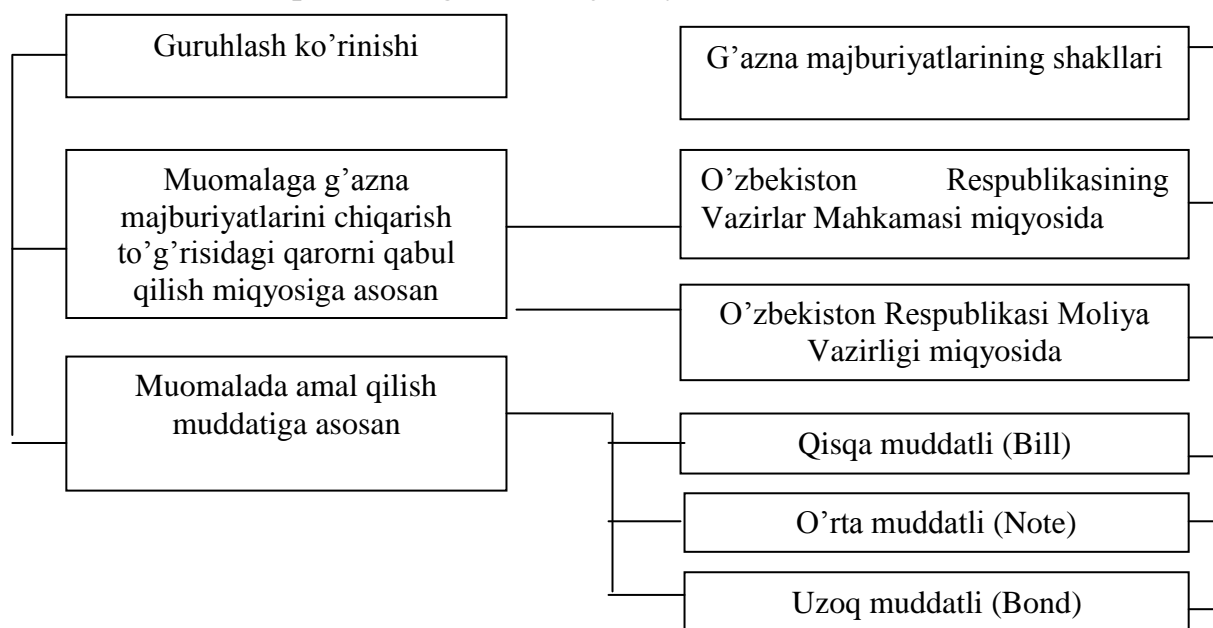 Guruhlash ko’rinishi
G’azna majburiyatlarining shakllari
Muomalaga g’azna
majburiyatlarini chiqarish
to’g’risidagi qarorni qabul
qilish miqyosiga asosan
O’zbekiston Respublikasining
Vazirlar Mahkamasi miqyosida
O’zbekiston Respublikasi Moliya
Vazirligi miqyosida
Muomalada amal qilish
muddatiga asosan
Qisqa muddatli (Bill)
O’rta muddatli (Note)
Uzoq muddatli (Bond)